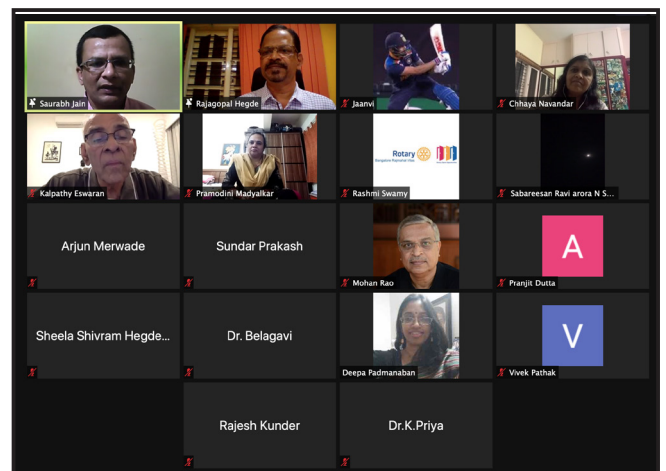 Saurabh Jain
Rajagopal Hegde
Jaanvi
Chhaya Navandar
Kalpathy Eswaran
Pramodini Madyalkar
Rotary
Rashmi Swamy
Sabareesan Ravi arora N S...
Arjun Merwade
Sundar Prakash
Mohan Rao
A
Pranjit Dutta
Sheela Shivram Hegde...
Dr. Belagavi
Deepa Padmanaban
V
Vivek Pathak
Rajesh Kunder
Dr.K.Priya